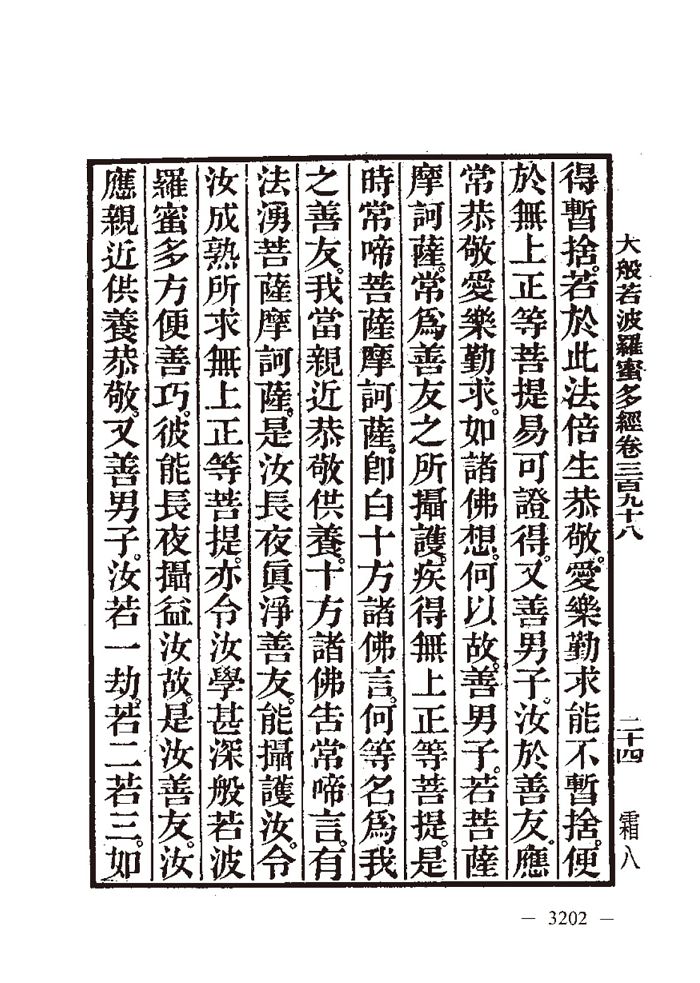 大般若波羅蜜多經卷三百九十八 二十四 霜八
得暫捨。若於此法倍生恭敬。愛樂勤求能不暫捨。便
於無上正等菩提易可證得。又善男子。汝於善友。應
常恭敬愛樂勤求。如諸佛想。何以故。善男子。若菩薩
摩訶薩。常爲善友之所攝護。疾得無上正等菩提。是
時常啼菩薩摩訶薩。卽白十方諸佛言。何等名爲我
之善友。我當親近恭敬供養。十方諸佛告常啼言。有
法湧菩薩摩訶薩。是汝長夜眞淨善友。能攝護汝。令
汝成熟所求無上正等菩提。亦令汝學甚深般若波
羅蜜多方便善巧。彼能長夜攝益汝故。是汝善友。汝
應親近供養恭敬。又善男子。汝若一劫。若二若三。如
— 3202 —